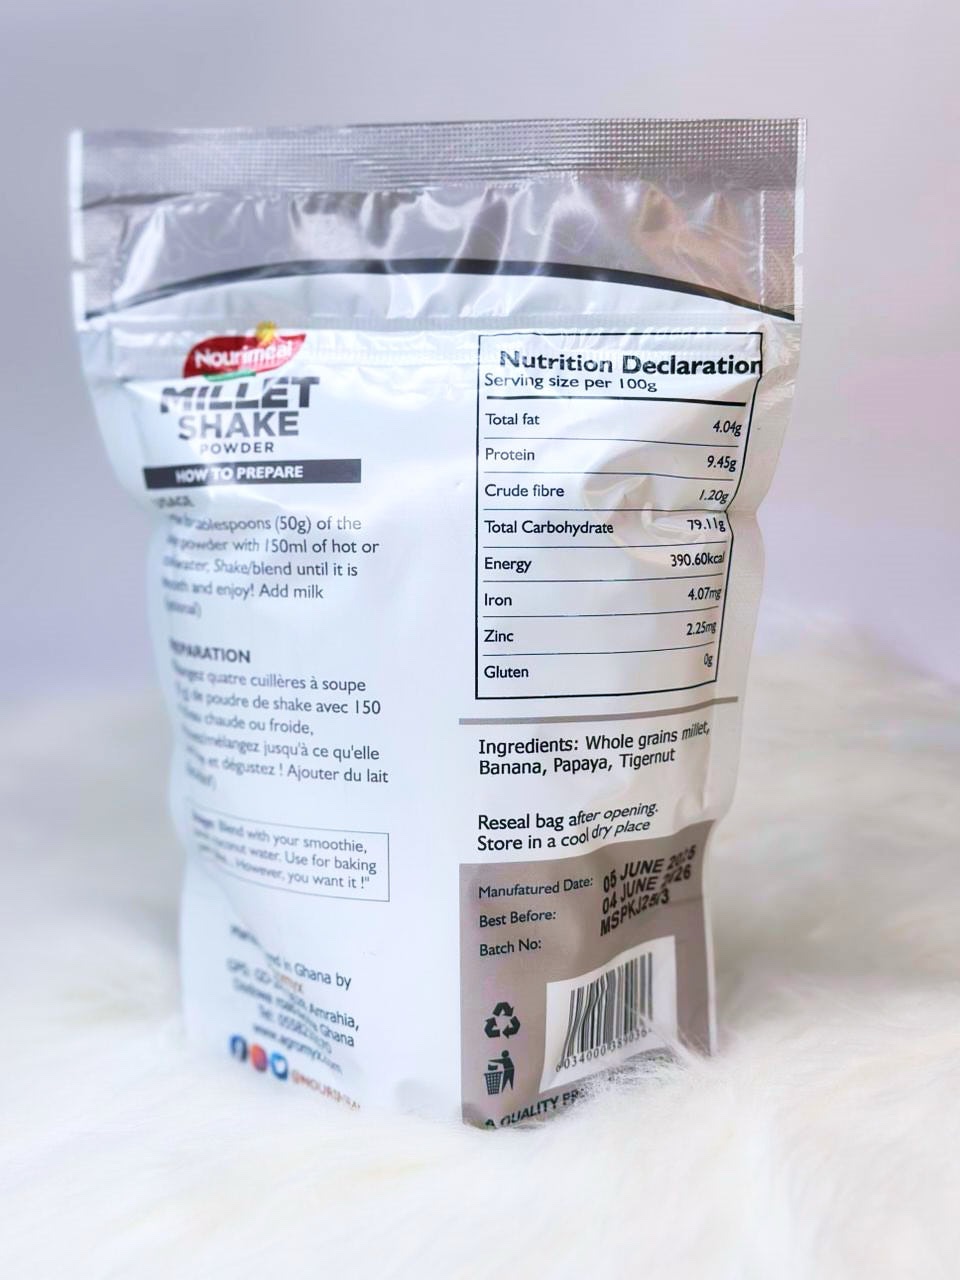 Nourimeal
MILLET
SHAKE
POWDER
HOW TO PREPARE
USAGE
tablespoons (50g) of the
powder with 150ml of hot or
water, Shake/blend until it is
and enjoy! Add milk
PREPARATION
quatre cuillères à soupe
de poudre de shake avec 150
chaude ou froide,
jusqu'à ce qu'elle
et dégustez ! Ajouter du lait
Blend with your smoothie,
coconut water. Use for baking
However, you want it !"
in Ghana by
Amrahia,
Ghana
Tel:
Nutrition Declaration
Serving size per 100g
Total fat 4.04g
Protein 9.45g
Crude fibre 1.20g
Total Carbohydrate 79.11g
Energy 390.60kcal
Iron 4.07mg
Zinc 2.25mg
Gluten 0g
Ingredients: Whole grains millet,
Banana, Papaya, Tigernut
Reseal bag after opening.
Store in a cool dry place
Manufatured Date: 05 JUNE 2025
Best Before: 04 JUNE 2026
Batch No:
A QUALITY